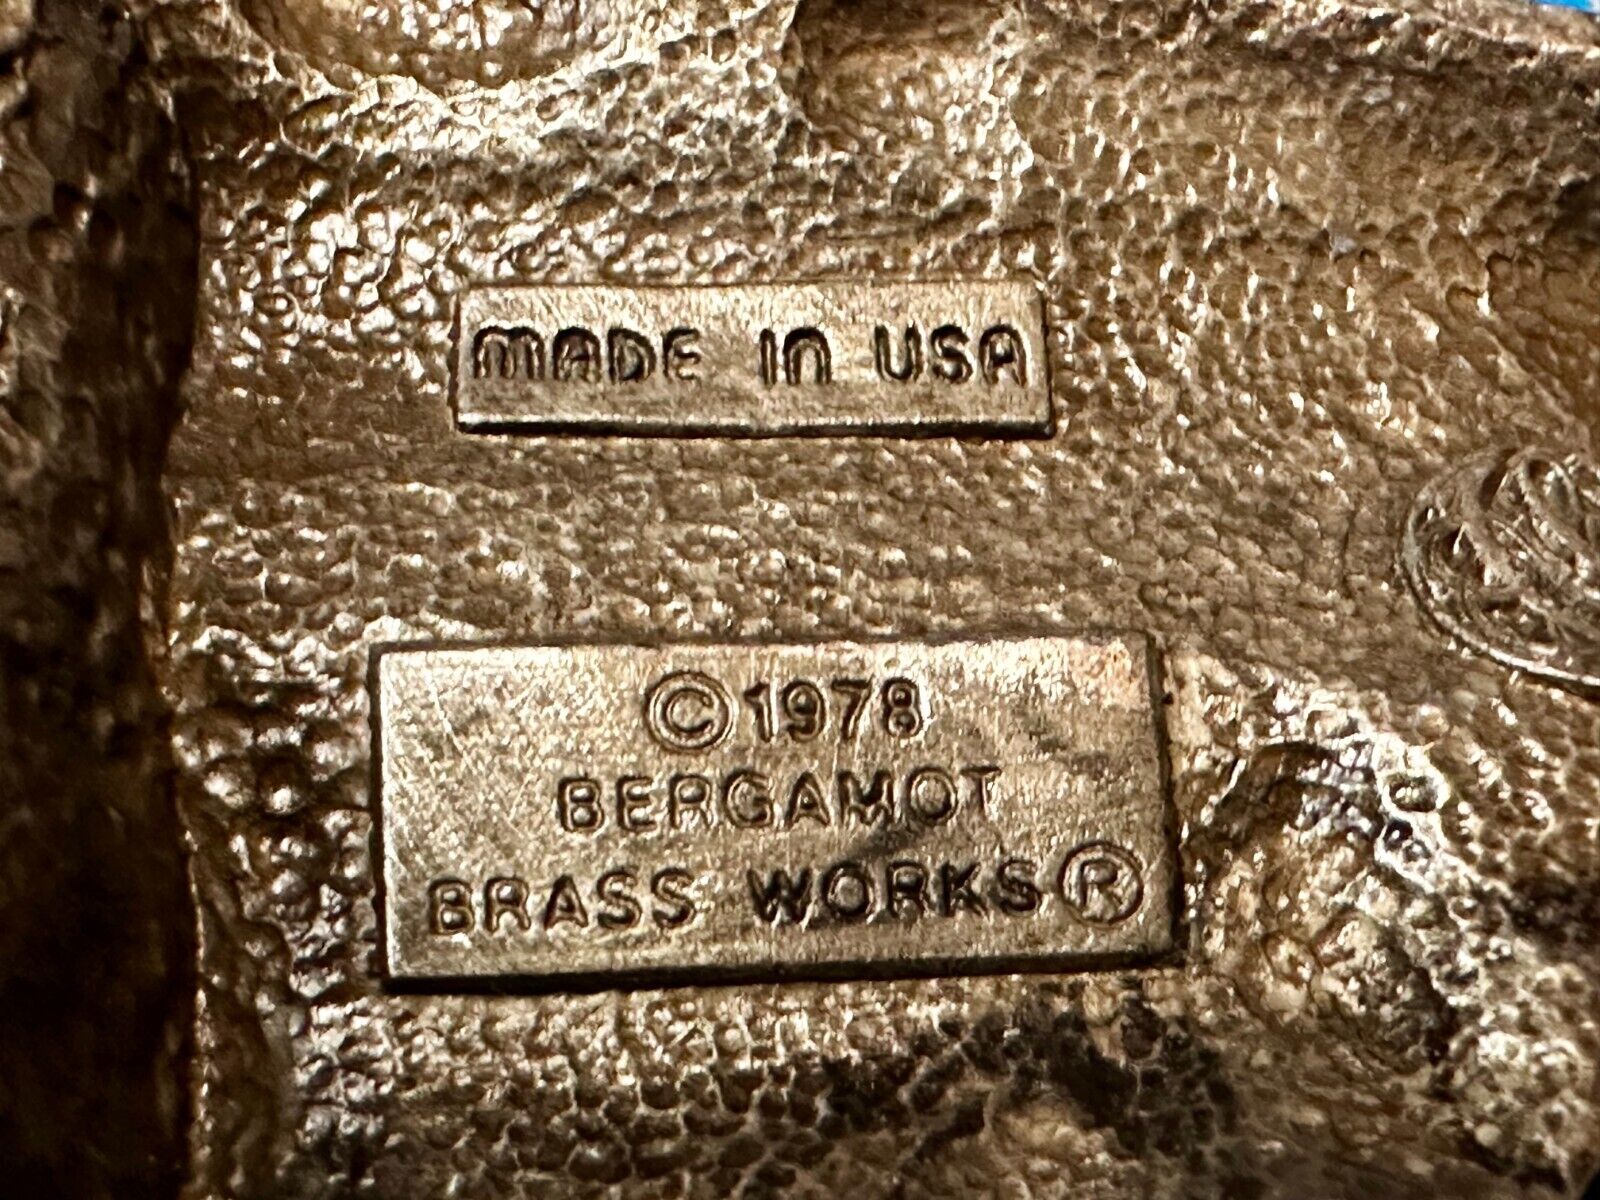 MADE IN USA
©1978
BERGAMOT
BRASS WORKS®